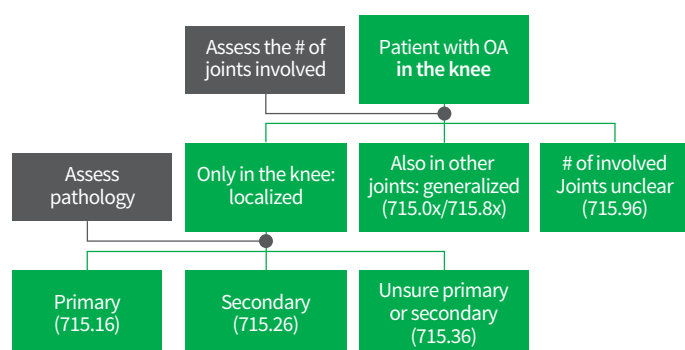 Assess the # of
joints involved
Patient with OA
in the knee
Assess
pathology
Only in the knee:
localized
Also in other
joints: generalized
(715.0x/715.8x)
# of involved
Joints unclear
(715.96)
Primary
(715.16)
Secondary
(715.26)
Unsure primary
or secondary
(715.36)